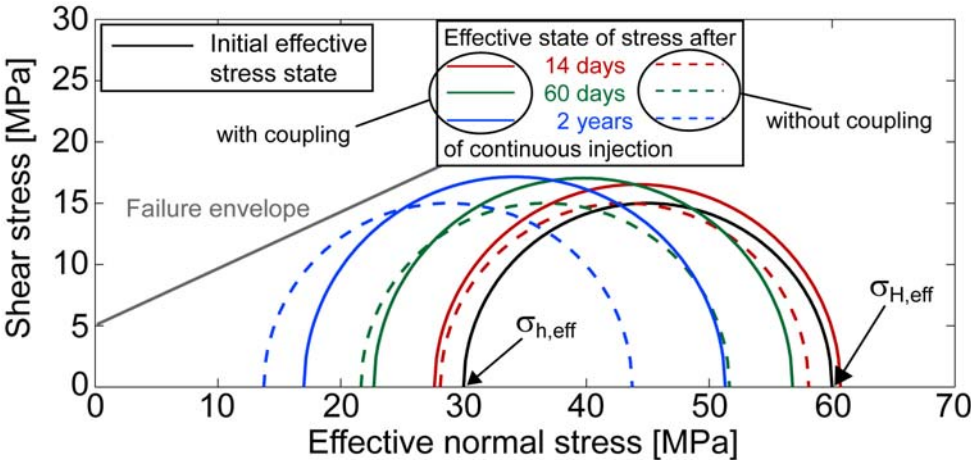 30
25
20
15
10
5
0
Shear stress [MPa]
Initial effective
stress state
Effective state of stress after
14 days
60 days
2 years
of continuous injection
with coupling
without coupling
Failure envelope
σh,eff
σH,eff
0 10 20 30 40 50 60 70
Effective normal stress [MPa]